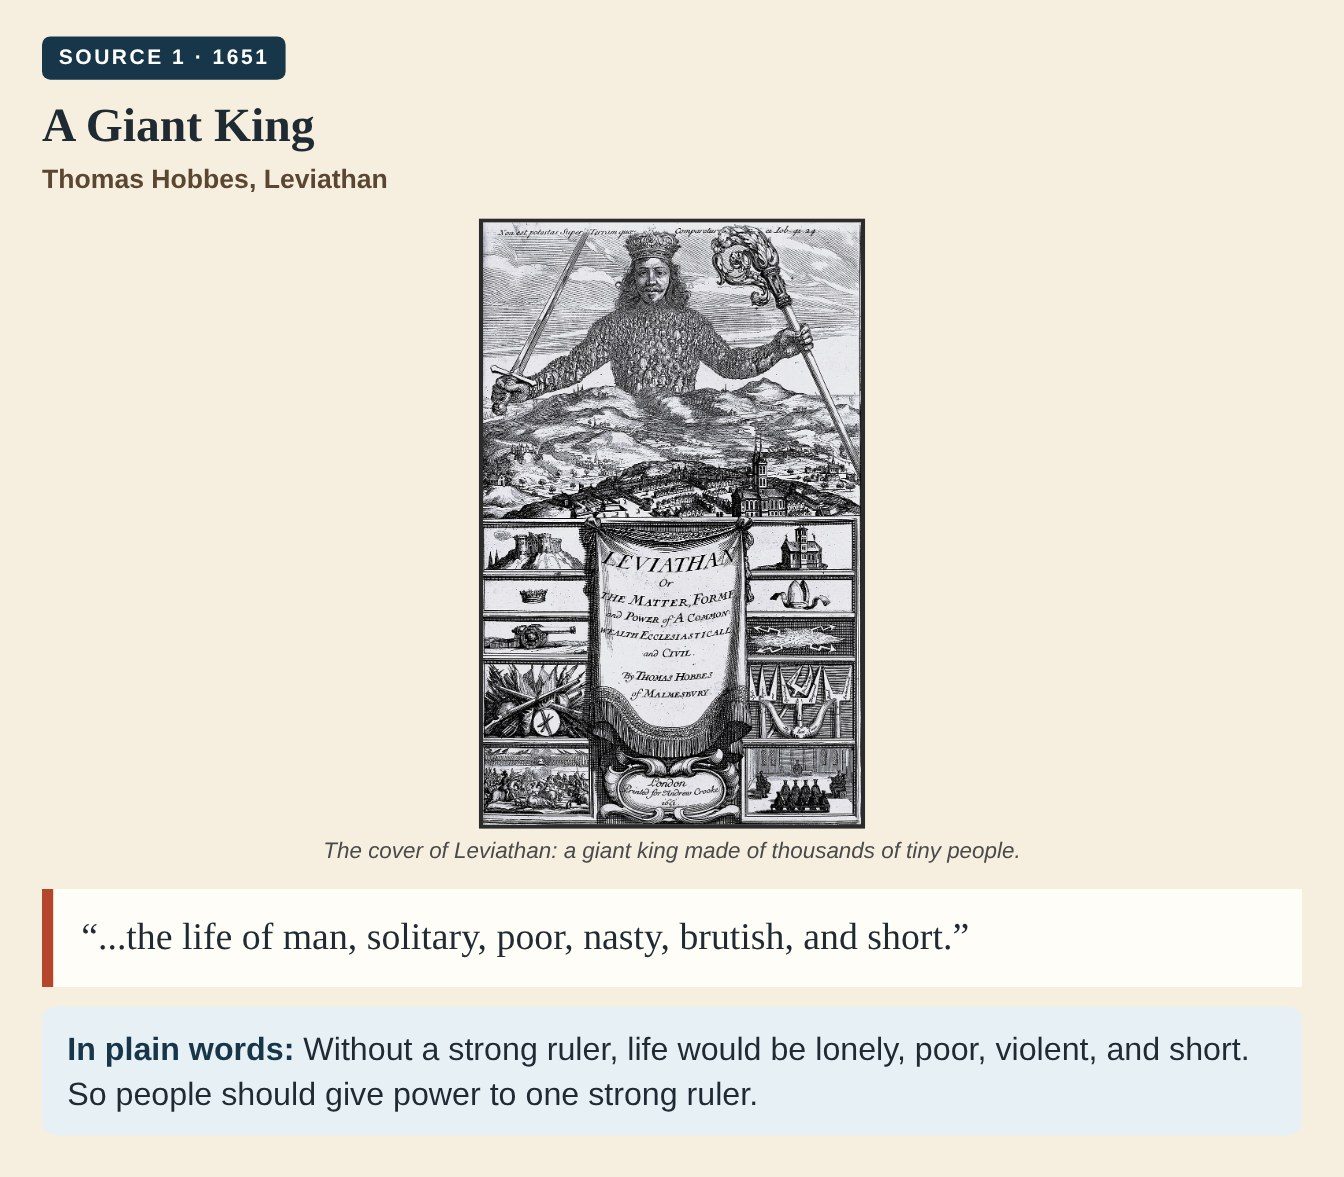 SOURCE 1 · 1651
A Giant King
Thomas Hobbes, Leviathan
Non est potestas Super Terram quae Comparatur ei Iob. 41. 24
LEVIATHAN
Or
THE MATTER, FORME
and POWER of A COMMON
WEALTH ECCLESIASTICALL
and CIVIL.
By THOMAS HOBBES
of MALMESBVRY.
London
Printed for Andrew Crooke
1651
The cover of Leviathan: a giant king made of thousands of tiny people.
“...the life of man, solitary, poor, nasty, brutish, and short.”
In plain words: Without a strong ruler, life would be lonely, poor, violent, and short.
So people should give power to one strong ruler.